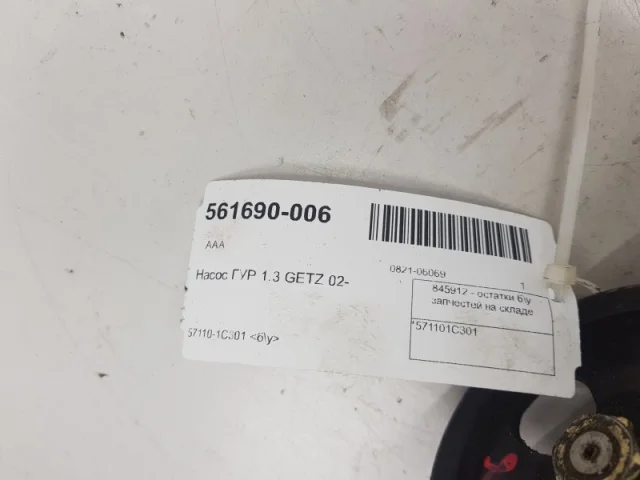 561690-006
AAA
0821-06069 1
Насос ГУР 1.3 GETZ 02-
845912 - остатки б\у
запчестей на складе
57110-1C301 <б\у>
*571101C301